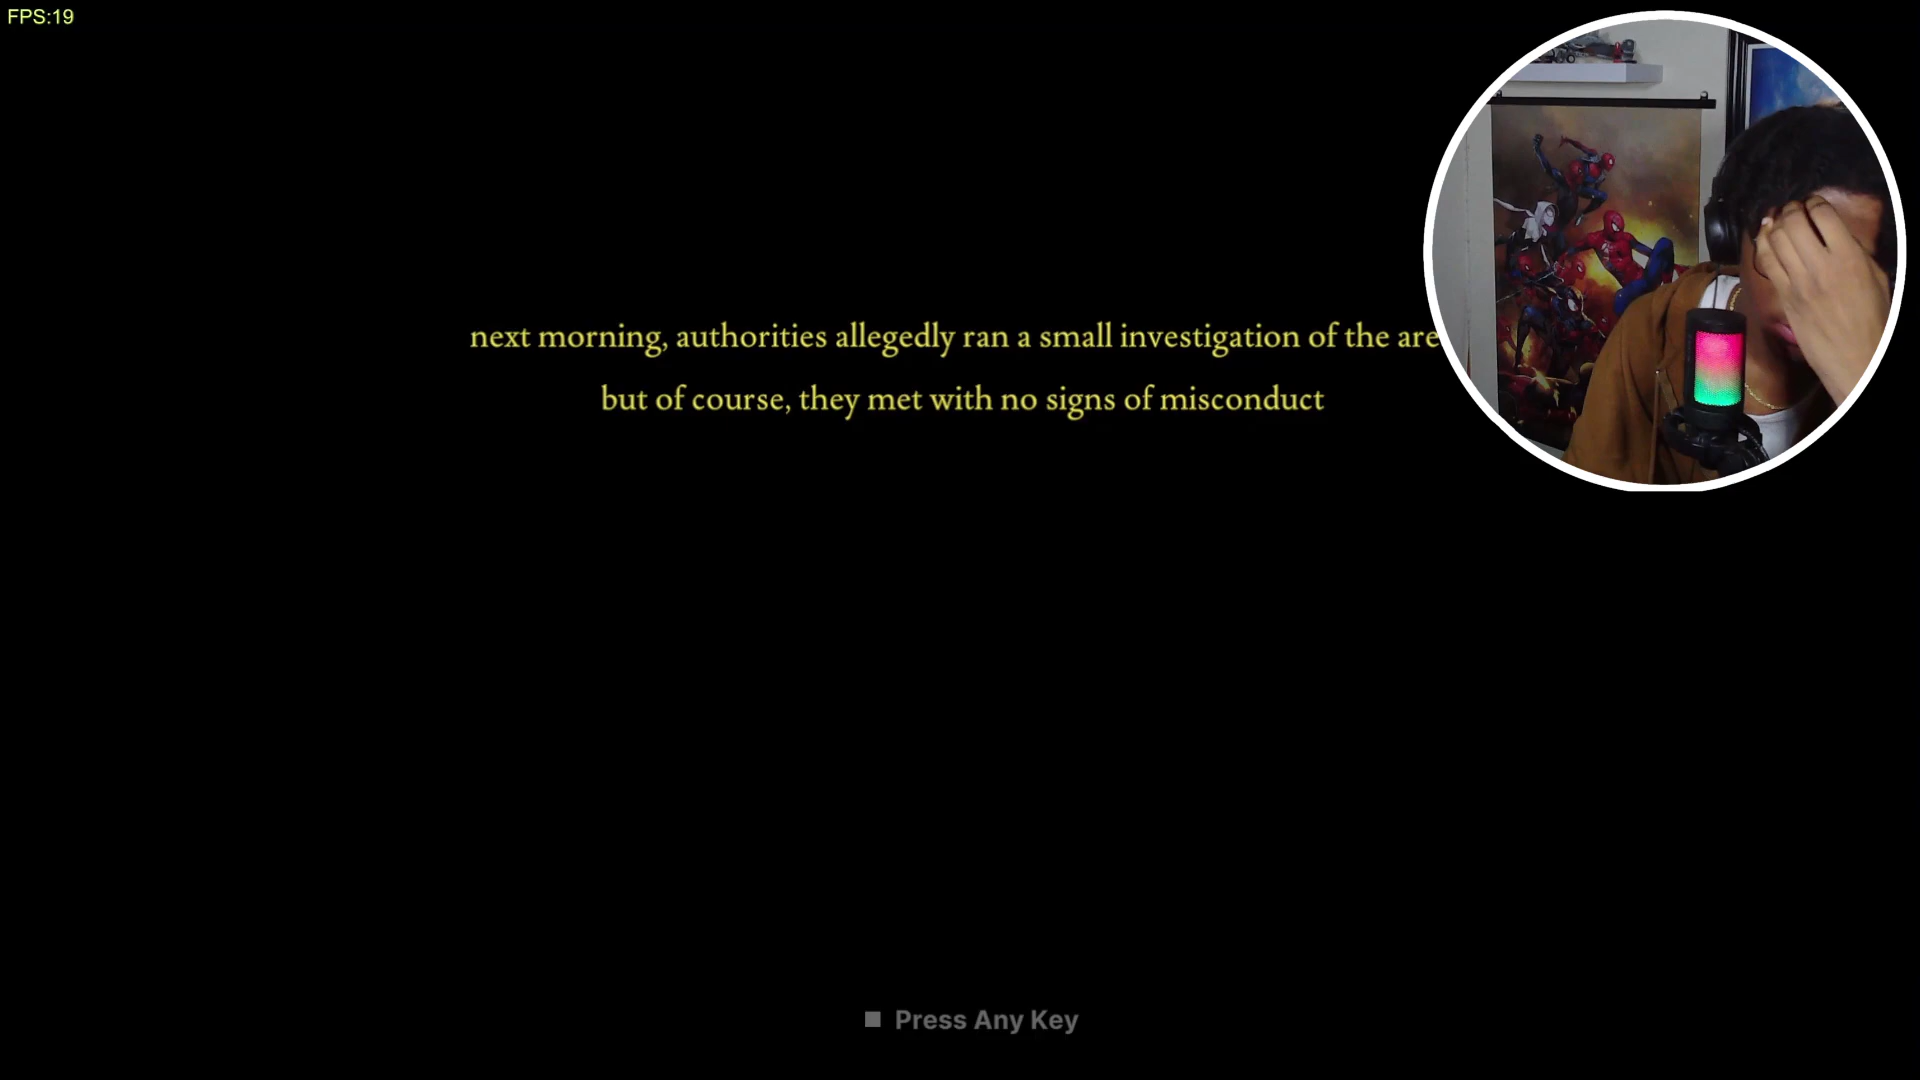 FPS:19
next morning, authorities allegedly ran a small investigation of the are
but of course, they met with no signs of misconduct
Press Any Key